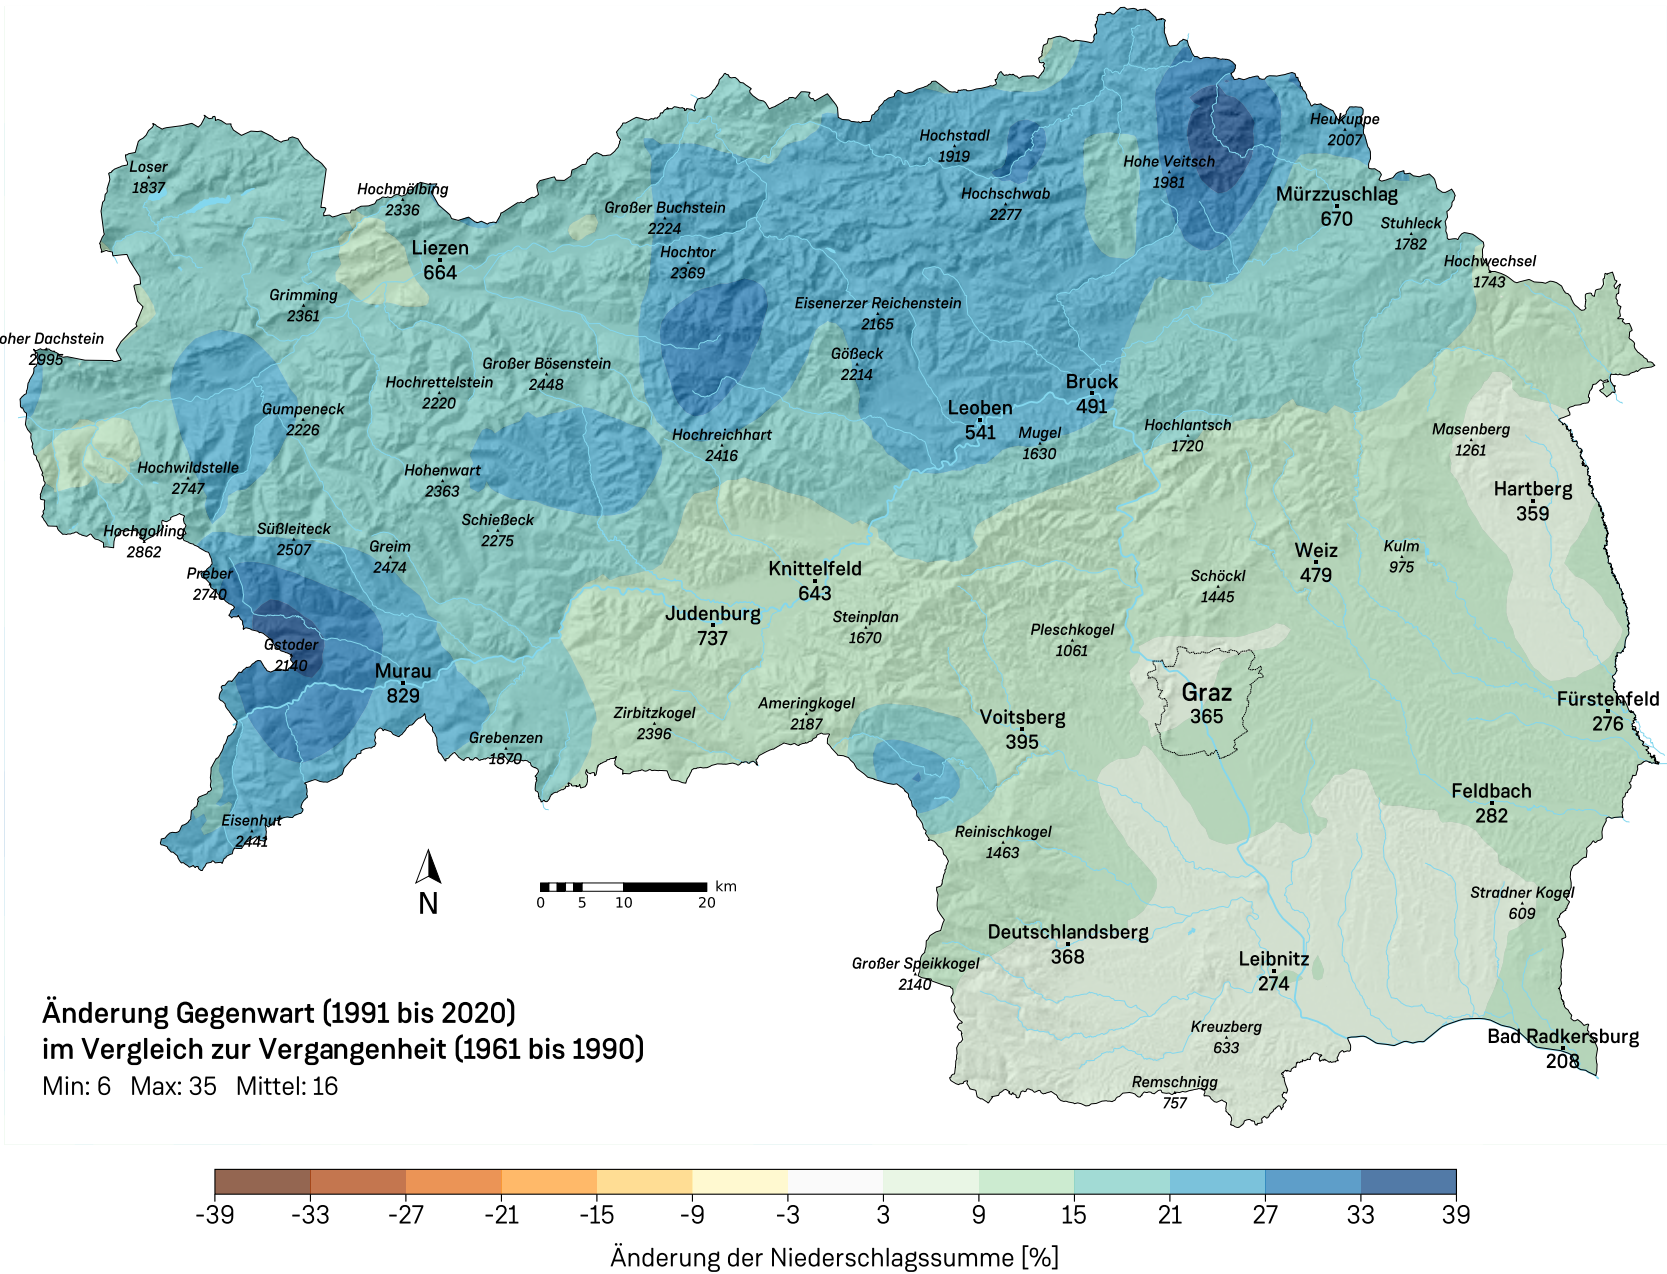 Loser
1837
Hochmölbing
2336
Liezen
664
Großer Buchstein
2224
Hochtor
2369
Hochstadl
1919
Hochschwab
2277
Hohe Veitsch
1981
Heukuppe
2007
Mürzzuschlag
670
Stuhleck
1782
Hochwechsel
1743
Grimming
2361
oher Dachstein
2995
Gumpeneck
2226
Hochrettelstein
2220
Großer Bösenstein
2448
Eisenerzer Reichenstein
2165
Gößeck
2214
Bruck
491
Leoben
541
Mugel
1630
Hochlantsch
1720
Masenberg
1261
Hartberg
359
Hochwildstelle
2747
Hohenwart
2363
Hochreichhart
2416
Hochgolling
2862
Süßleiteck
2507
Greim
2474
Schießeck
2275
Preber
2740
Knittelfeld
643
Judenburg
737
Steinplan
1670
Weiz
479
Kulm
975
Schöckl
1445
Pleschkogel
1061
Gstoder
2140
Murau
829
Grebenzen
1870
Zirbitzkogel
2396
Ameringkogel
2187
Voitsberg
395
Graz
365
Fürstenfeld
276
Feldbach
282
Eisenhut
2441
Reinischkogel
1463
Stradner Kogel
609
Deutschlandsberg
368
Großer Speikkogel
2140
Leibnitz
274
Kreuzberg
633
Bad Radkersburg
208
Remschnigg
757
N
km
0 5 10 20
Änderung Gegenwart (1991 bis 2020)
im Vergleich zur Vergangenheit (1961 bis 1990)
Min: 6 Max: 35 Mittel: 16
-39 -33 -27 -21 -15 -9 -3 3 9 15 21 27 33 39
Änderung der Niederschlagssumme [%]